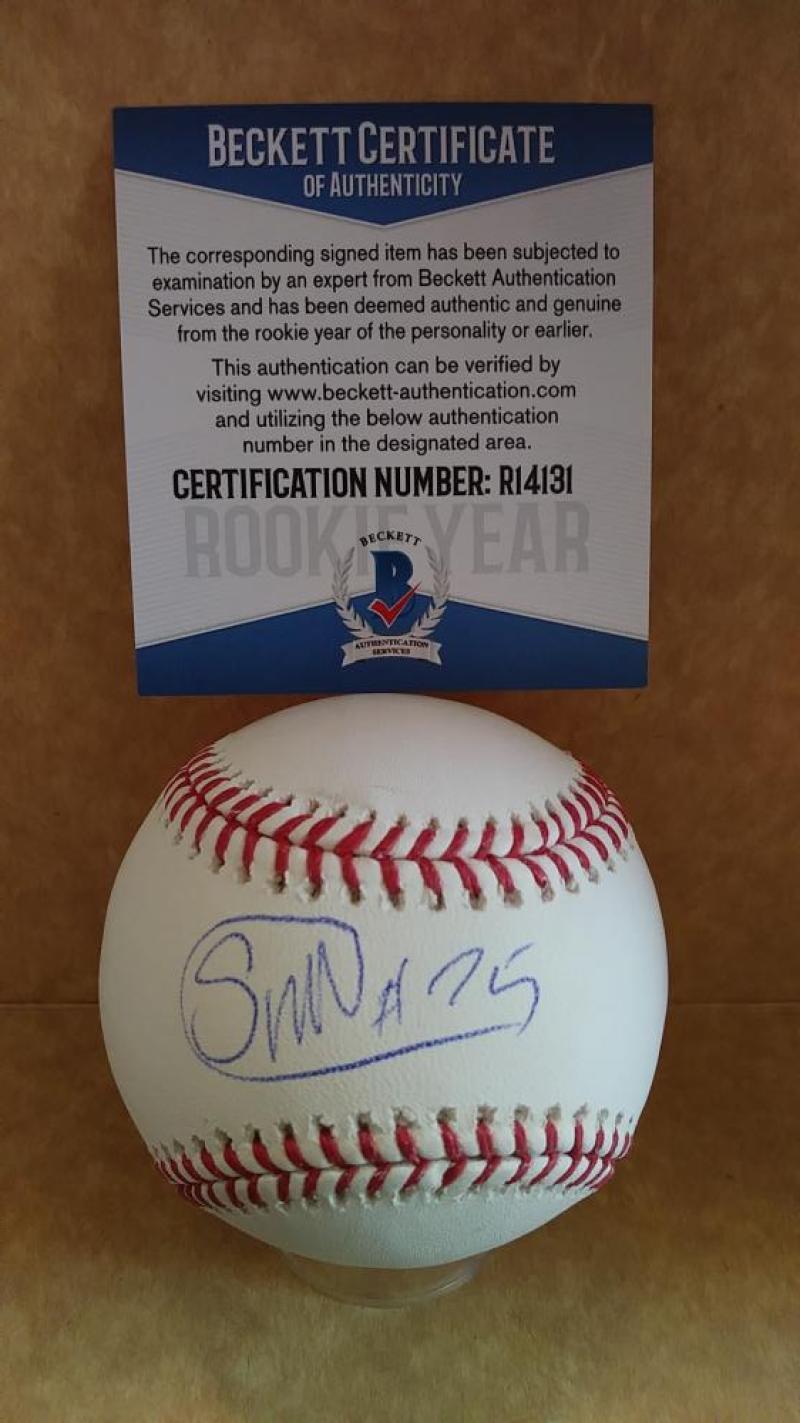 BECKETT CERTIFICATE
OF AUTHENTICITY
The corresponding signed item has been subjected to
examination by an expert from Beckett Authentication
Services and has been deemed authentic and genuine
from the rookie year of the personality or earlier.
This authentication can be verified by
visiting www.beckett-authentication.com
and utilizing the below authentication
number in the designated area.
CERTIFICATION NUMBER: R14131
ROOKIE YEAR
BECKETT
B
AUTHENTICATION
SERVICES
#75